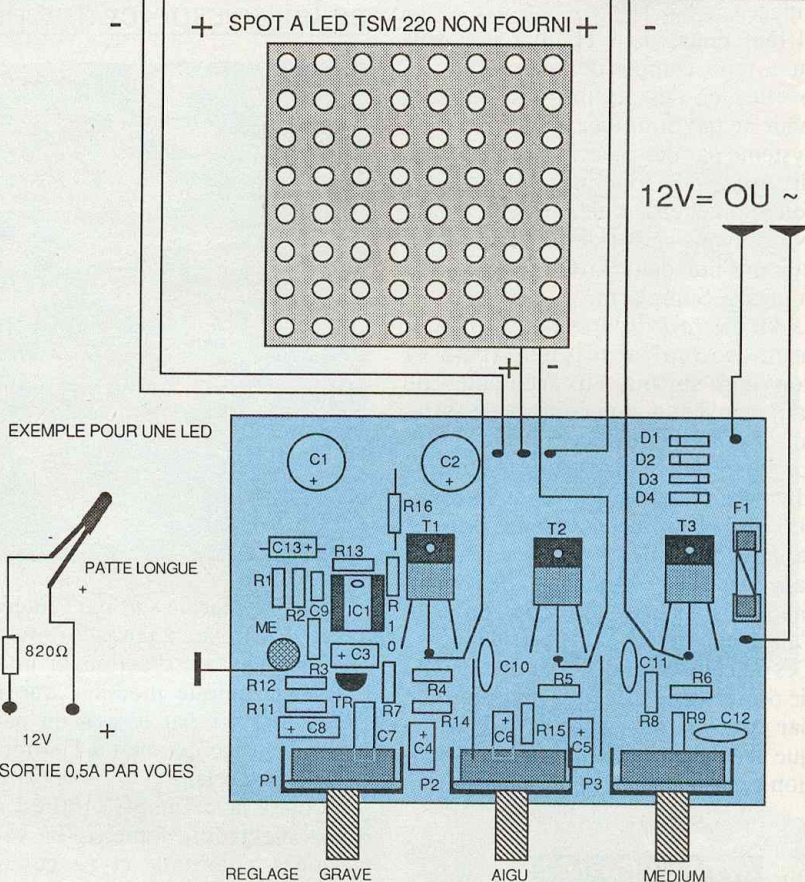 - + SPOT A LED TSM 220 NON FOURNI + -
12V= OU ~
+ -
EXEMPLE POUR UNE LED
-
PATTE LONGUE
+
820Ω
12V
+
SORTIE 0,5A PAR VOIES
C1
+
C2
+
D1
D2
D3
D4
F1
R16
T1
T2
T3
C13+
R13
R1
R2
C9
IC1
R10
ME
R3
+ C3
C10
C11
R12
R4
R5
R6
R11
TR
R7
R14
R8
R9
C12
+ C8
C7
+
C4
+
C6
R15
+
C5
P1
P2
P3
REGLAGE GRAVE AIGU MEDIUM